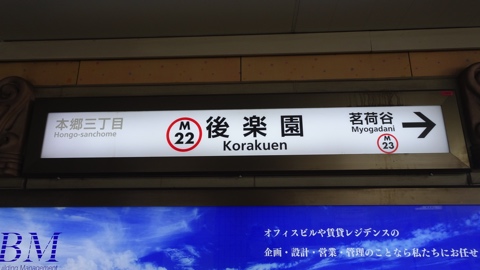 本郷三丁目
Hongo-sanchome
M
22
後楽園
Korakuen
茗荷谷
Myogadani
M
23
BM
uilding Management
オフィスビルや賃貸レジデンスの
企画・設計・営業・管理のことなら私たちにお任せ